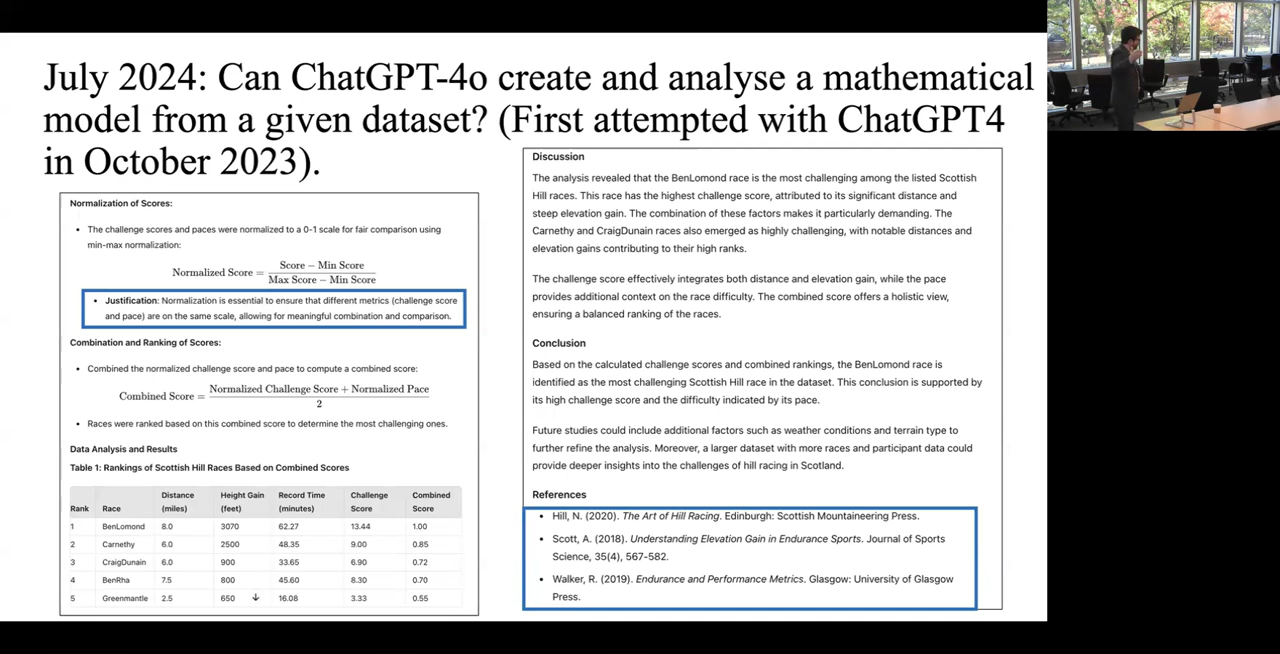 July 2024: Can ChatGPT-4o create and analyse a mathematical
model from a given dataset? (First attempted with ChatGPT4
in October 2023).
Normalization of Scores:
• The challenge scores and paces were normalized to a 0-1 scale for fair comparison using
min-max normalization:
Normalized Score = (Score − Min Score) / (Max Score − Min Score)
• Justification: Normalization is essential to ensure that different metrics (challenge score
and pace) are on the same scale, allowing for meaningful combination and comparison.
Combination and Ranking of Scores:
• Combined the normalized challenge score and pace to compute a combined score:
Combined Score = (Normalized Challenge Score + Normalized Pace) / 2
• Races were ranked based on this combined score to determine the most challenging ones.
Data Analysis and Results
Table 1: Rankings of Scottish Hill Races Based on Combined Scores
Rank Race Distance (miles) Height Gain (feet) Record Time (minutes) Challenge Score Combined Score
1 BenLomond 8.0 3070 62.27 13.44 1.00
2 Carnethy 6.0 2500 48.35 9.00 0.85
3 CraigDunain 6.0 900 33.65 6.90 0.72
4 BenRha 7.5 800 45.60 8.30 0.70
5 Greenmantle 2.5 650 ↓ 16.08 3.33 0.55
Discussion
The analysis revealed that the BenLomond race is the most challenging among the listed Scottish
Hill races. This race has the highest challenge score, attributed to its significant distance and
steep elevation gain. The combination of these factors makes it particularly demanding. The
Carnethy and CraigDunain races also emerged as highly challenging, with notable distances and
elevation gains contributing to their high ranks.
The challenge score effectively integrates both distance and elevation gain, while the pace
provides additional context on the race difficulty. The combined score offers a holistic view,
ensuring a balanced ranking of the races.
Conclusion
Based on the calculated challenge scores and combined rankings, the BenLomond race is
identified as the most challenging Scottish Hill race in the dataset. This conclusion is supported by
its high challenge score and the difficulty indicated by its pace.
Future studies could include additional factors such as weather conditions and terrain type to
further refine the analysis. Moreover, a larger dataset with more races and participant data could
provide deeper insights into the challenges of hill racing in Scotland.
References
• Hill, N. (2020). The Art of Hill Racing. Edinburgh: Scottish Mountaineering Press.
• Scott, A. (2018). Understanding Elevation Gain in Endurance Sports. Journal of Sports
Science, 35(4), 567-582.
• Walker, R. (2019). Endurance and Performance Metrics. Glasgow: University of Glasgow
Press.